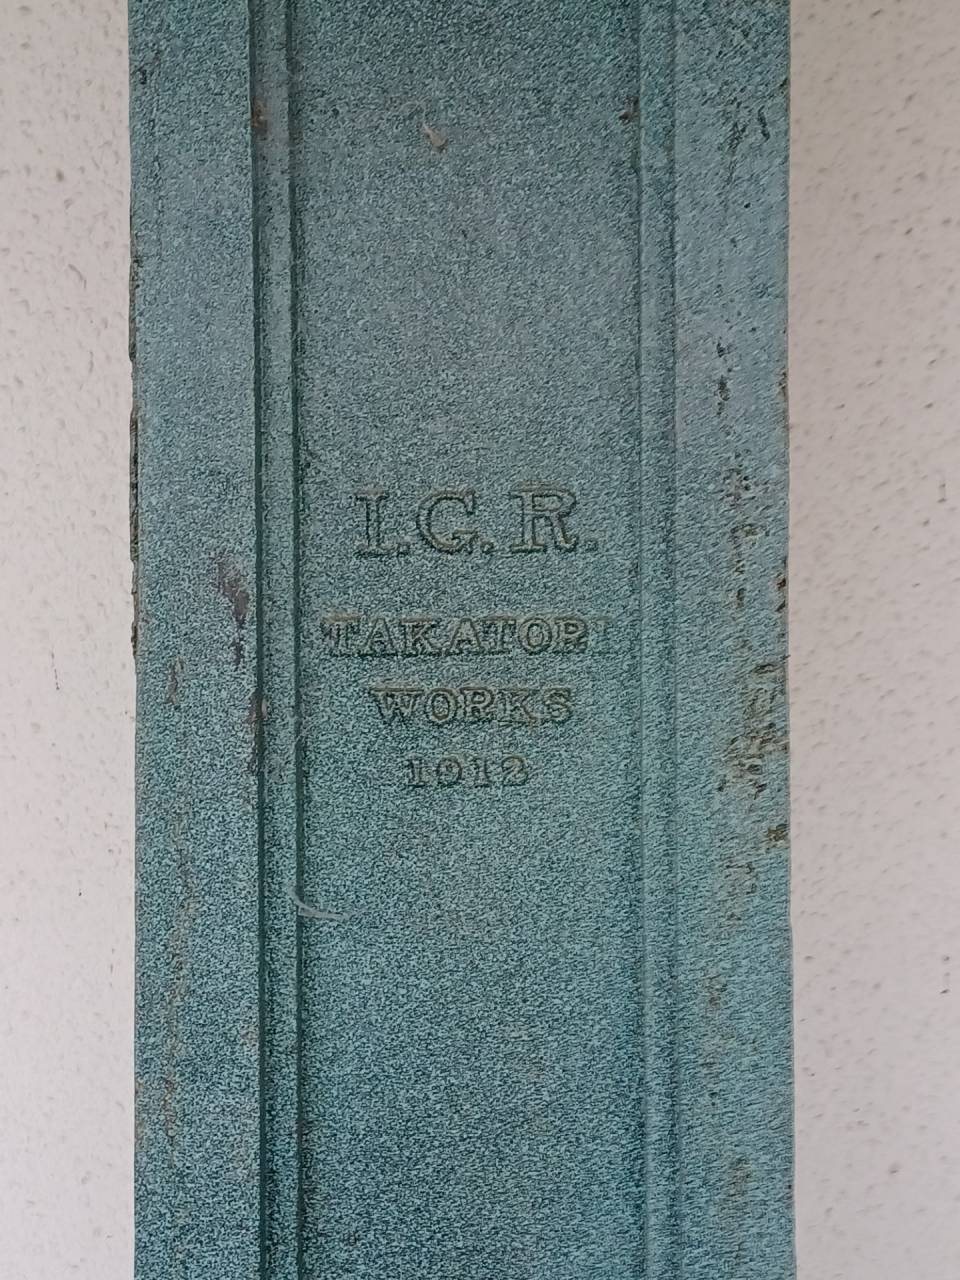 I.G.R.
TAKATORI
WORKS
1912